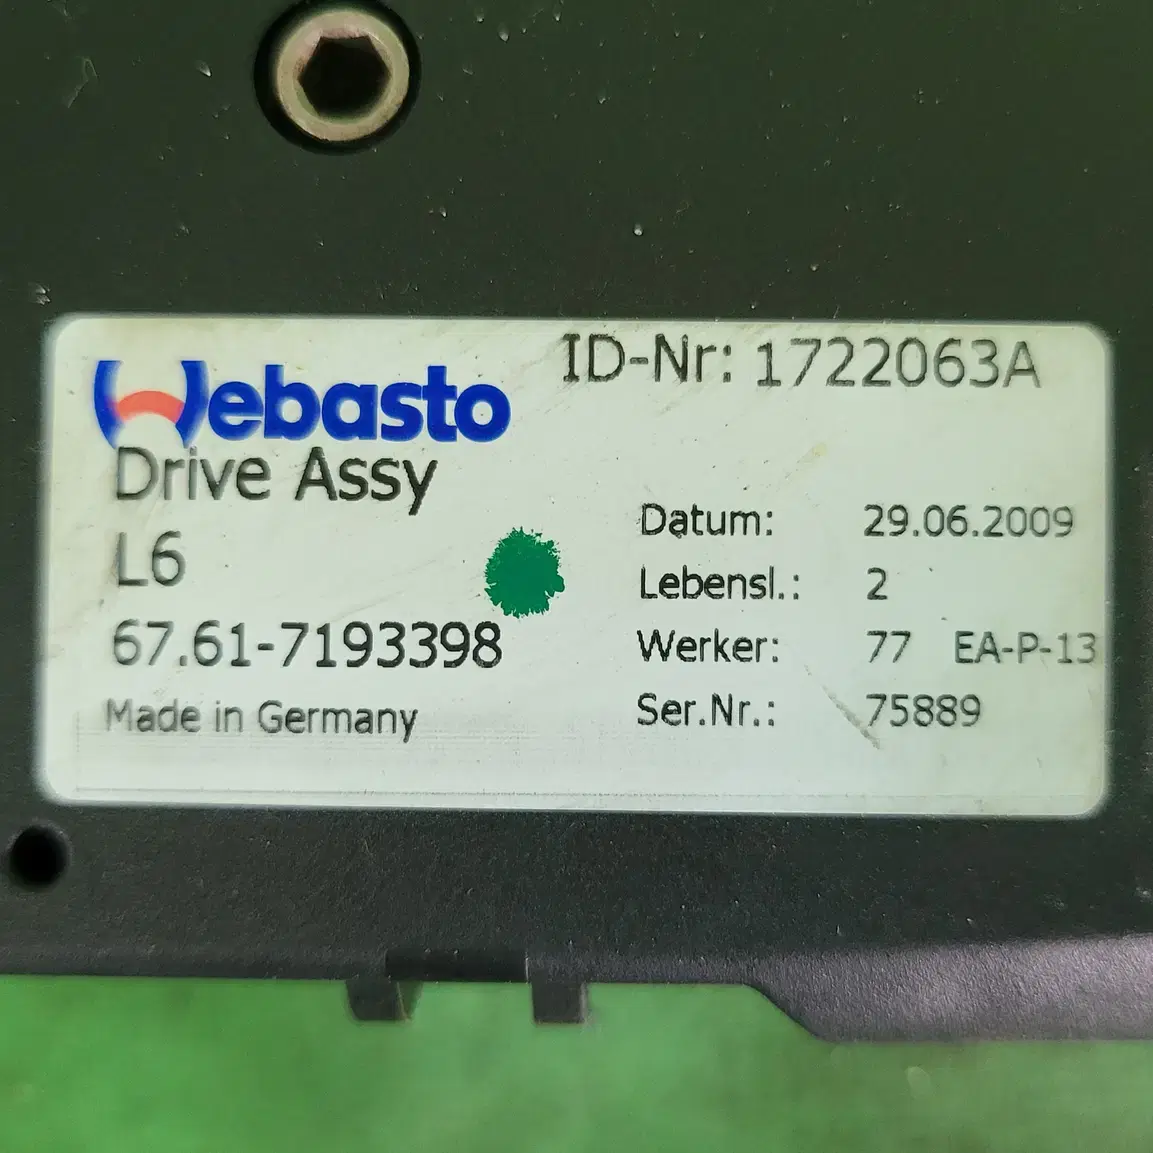 Webasto
ID-Nr: 1722063A
Drive Assy
L6
67.61-7193398
Made in Germany
Datum: 29.06.2009
Lebensl.: 2
Werker: 77 EA-P-13
Ser.Nr.: 75889